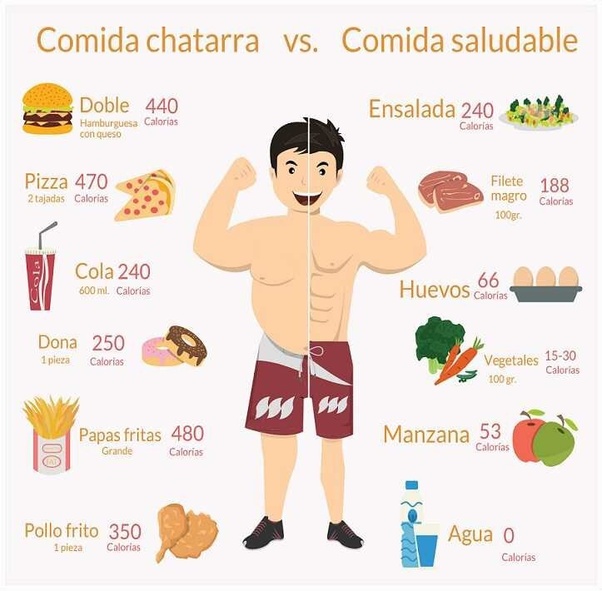 Comida chatarra vs. Comida saludable
Doble 440
Hamburguesa Calorías
con queso
Pizza 470
2 tajadas Calorías
Cola
Cola 240
600 ml. Calorías
Dona 250
1 pieza Calorías
Papas fritas 480
Grande Calorías
Pollo frito 350
1 pieza Calorías
Ensalada 240
Calorías
Filete 188
magro Calorías
100gr.
Huevos 66
Calorías
Vegetales 15-30
100 gr. Calorías
Manzana 53
Calorías
Agua 0
Calorías